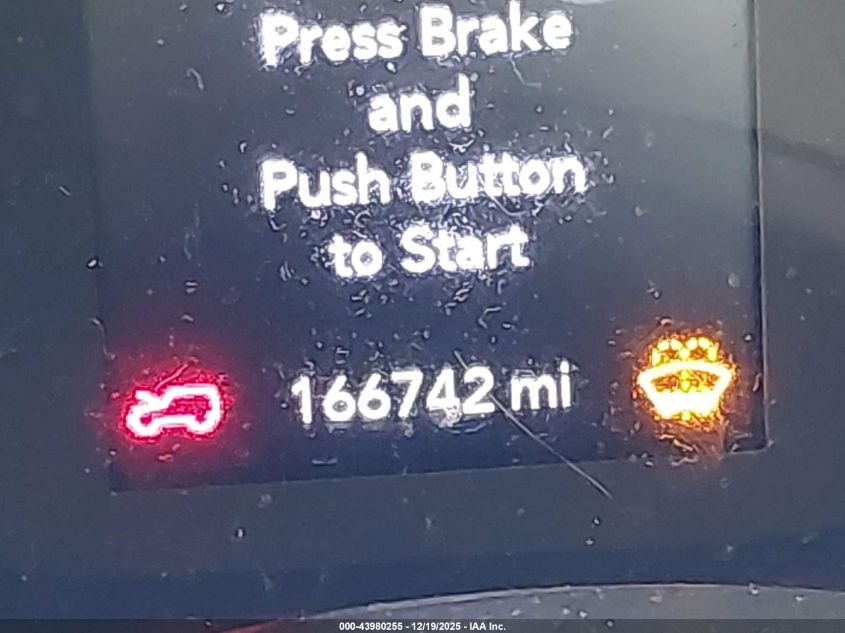 Press Brake
and
Push Button
to Start
166742 mi
000-43980255 - 12/19/2025 - IAA Inc.